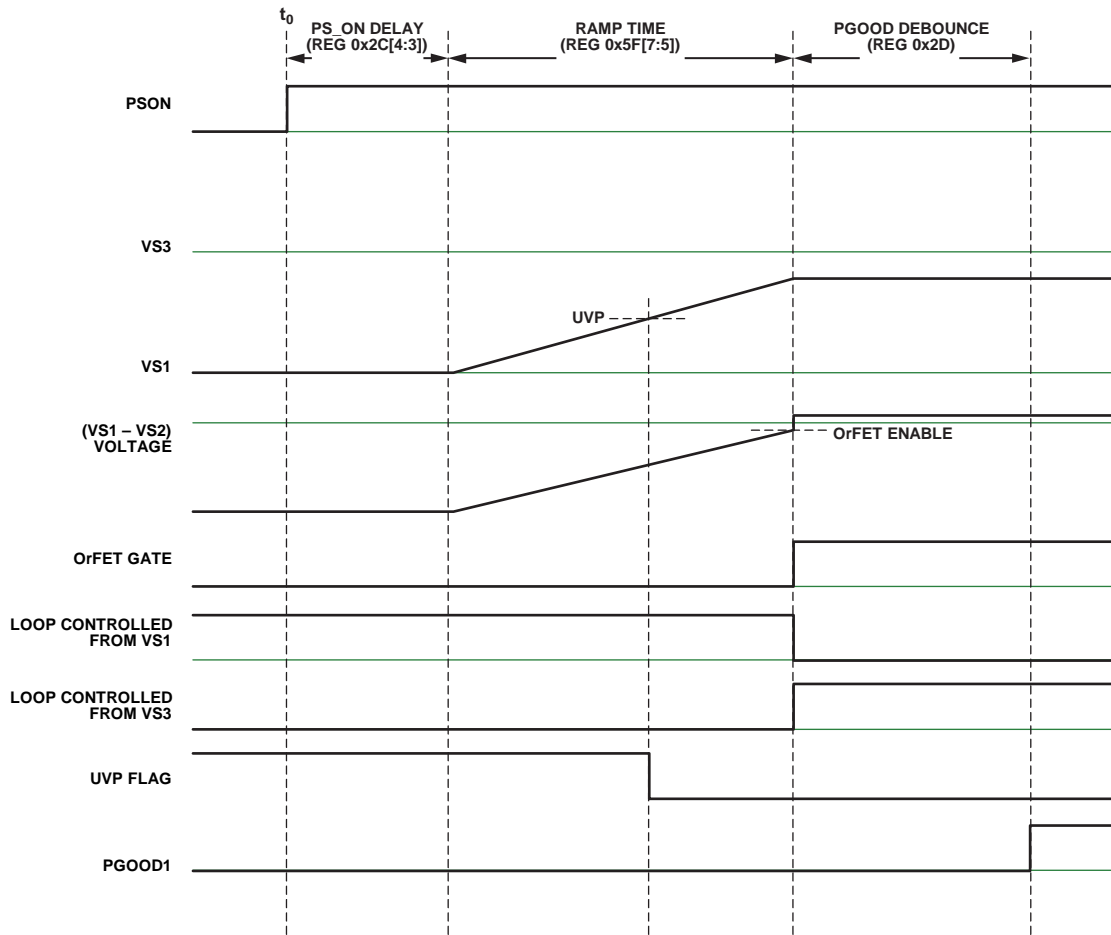 t0
PS_ON DELAY
(REG 0x2C[4:3])
RAMP TIME
(REG 0x5F[7:5])
PGOOD DEBOUNCE
(REG 0x2D)
PSON
VS3
UVP
VS1
(VS1 – VS2)
VOLTAGE
OrFET ENABLE
OrFET GATE
LOOP CONTROLLED
FROM VS1
LOOP CONTROLLED
FROM VS3
UVP FLAG
PGOOD1